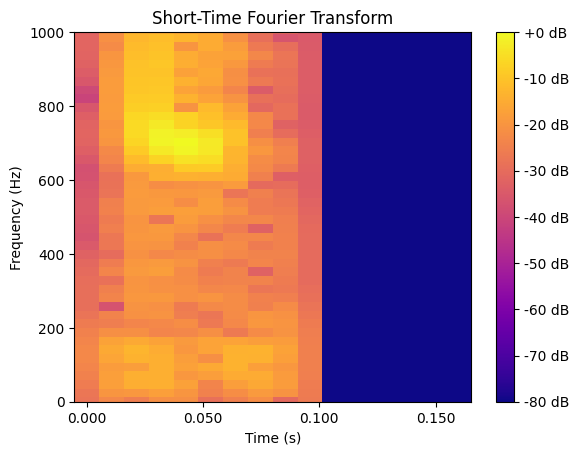 Short-Time Fourier Transform
Frequency (Hz)
1000
800
600
400
200
0
0.000
0.050
0.100
0.150
Time (s)
+0 dB
-10 dB
-20 dB
-30 dB
-40 dB
-50 dB
-60 dB
-70 dB
-80 dB